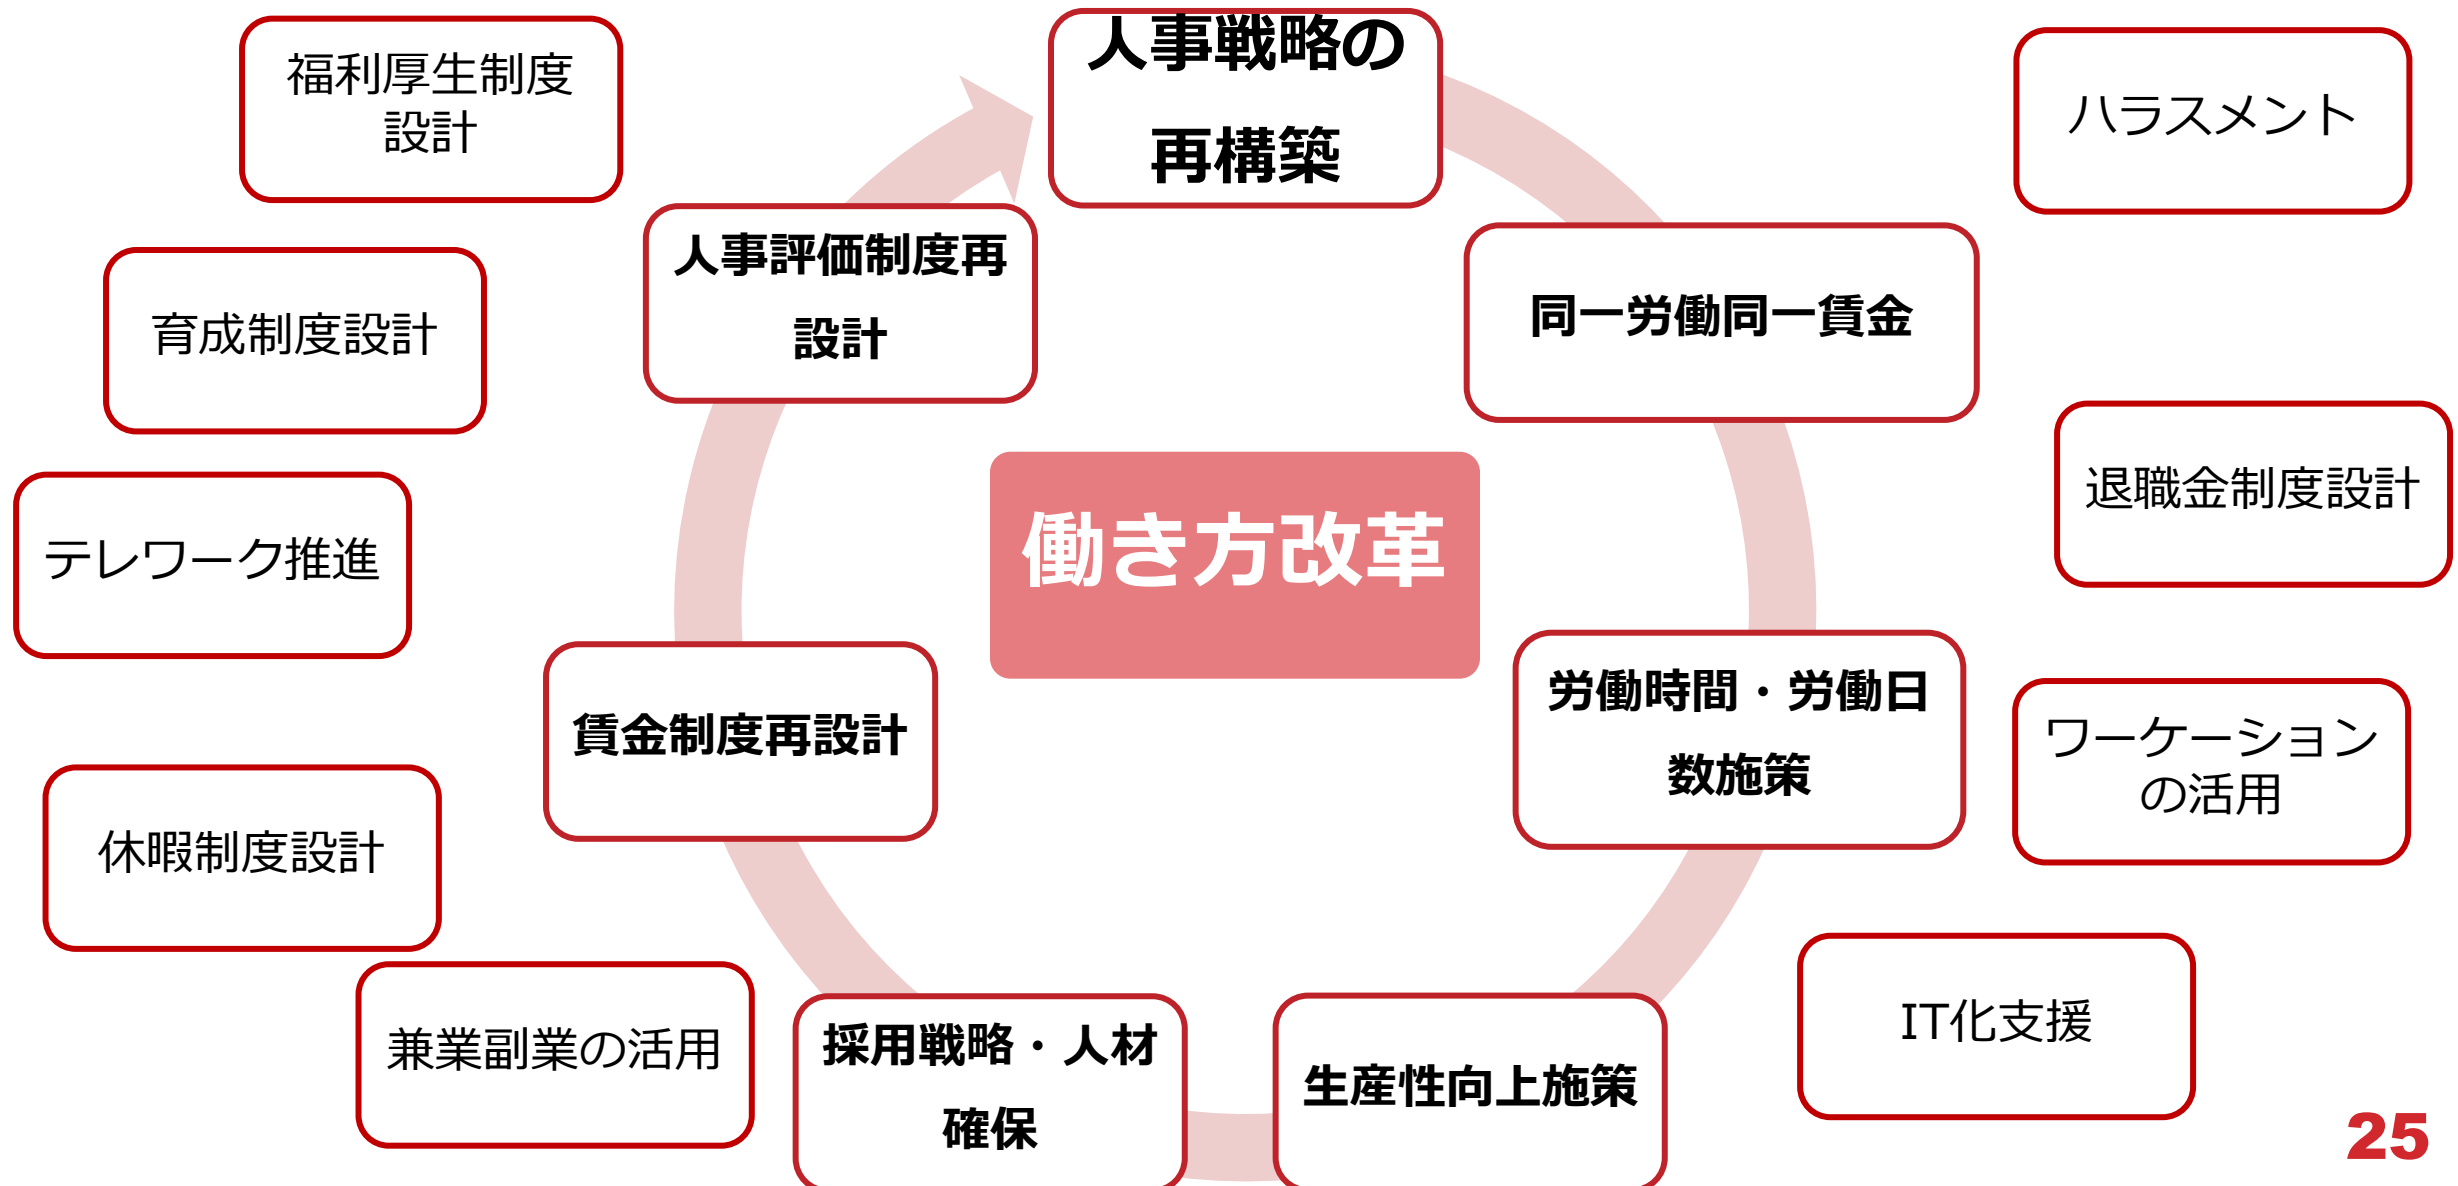 人事戦略の
再構築
同一労働同一賃金
労働時間・労働日
数施策
生産性向上施策
採用戦略・人材
確保
賃金制度再設計
人事評価制度再
設計
働き方改革
福利厚生制度
設計
育成制度設計
テレワーク推進
休暇制度設計
兼業副業の活用
ハラスメント
退職金制度設計
ワーケーション
の活用
IT化支援
25